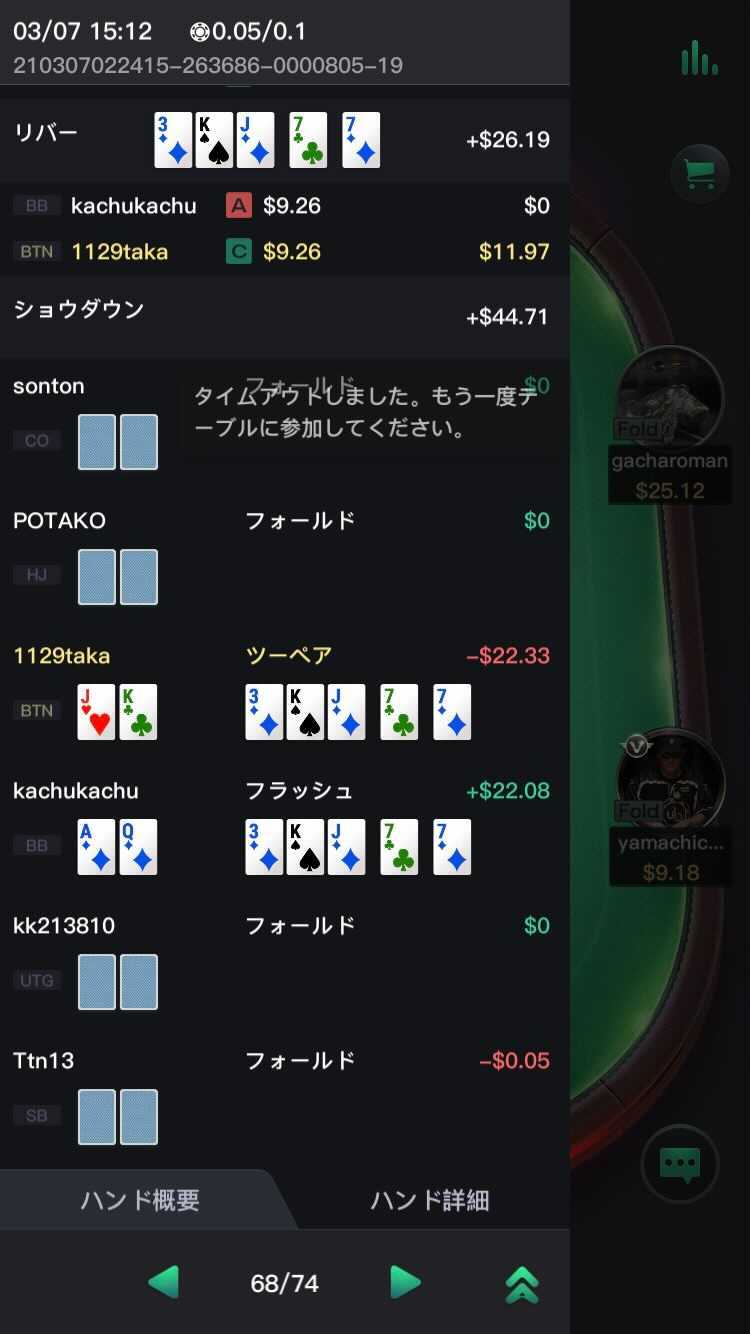 03/07 15:12 0.05/0.1
210307022415-263686-0000805-19
リバー 3 K J 7 7 +$26.19
BB kachukachu A $9.26 $0
BTN 1129taka C $9.26 $11.97
ショウダウン +$44.71
sonton フォールド $0
タイムアウトしました。もう一度テ
ーブルに参加してください。
CO
POTAKO フォールド $0
HJ
1129taka ツーペア -$22.33
BTN J K 3 K J 7 7
kachukachu フラッシュ +$22.08
BB A Q 3 K J 7 7
kk213810 フォールド $0
UTG
Ttn13 フォールド -$0.05
SB
ハンド概要 ハンド詳細
68/74
Fold
gacharoman
$25.12
V
Fold
yamachic...
$9.18